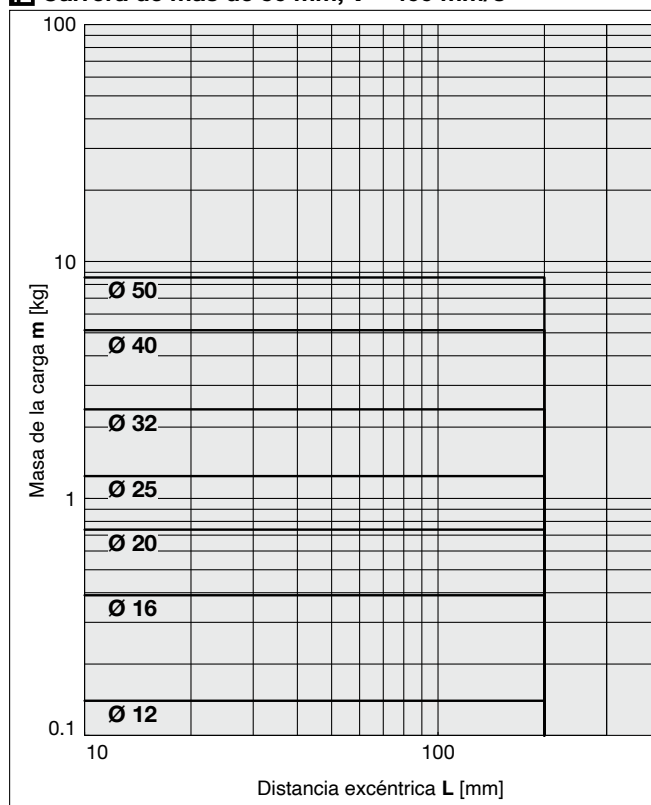 Carrera de más de 30 mm, V = 400 mm/s
100
10
1
0.1
Masa de la carga m [kg]
Ø 50
Ø 40
Ø 32
Ø 25
Ø 20
Ø 16
Ø 12
10
100
Distancia excéntrica L [mm]